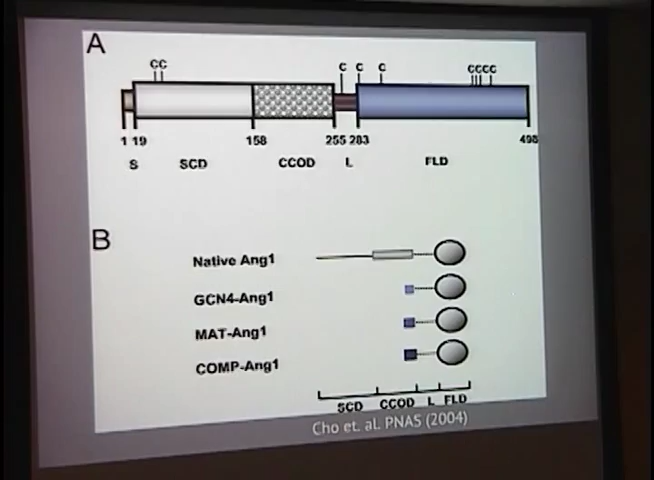 A
CC C C C CCCC
1 19 158 255 283 498
S SCD CCOD L FLD
B
Native Ang1
GCN4-Ang1
MAT-Ang1
COMP-Ang1
SCD CCOD L FLD
Cho et. al. PNAS (2004)